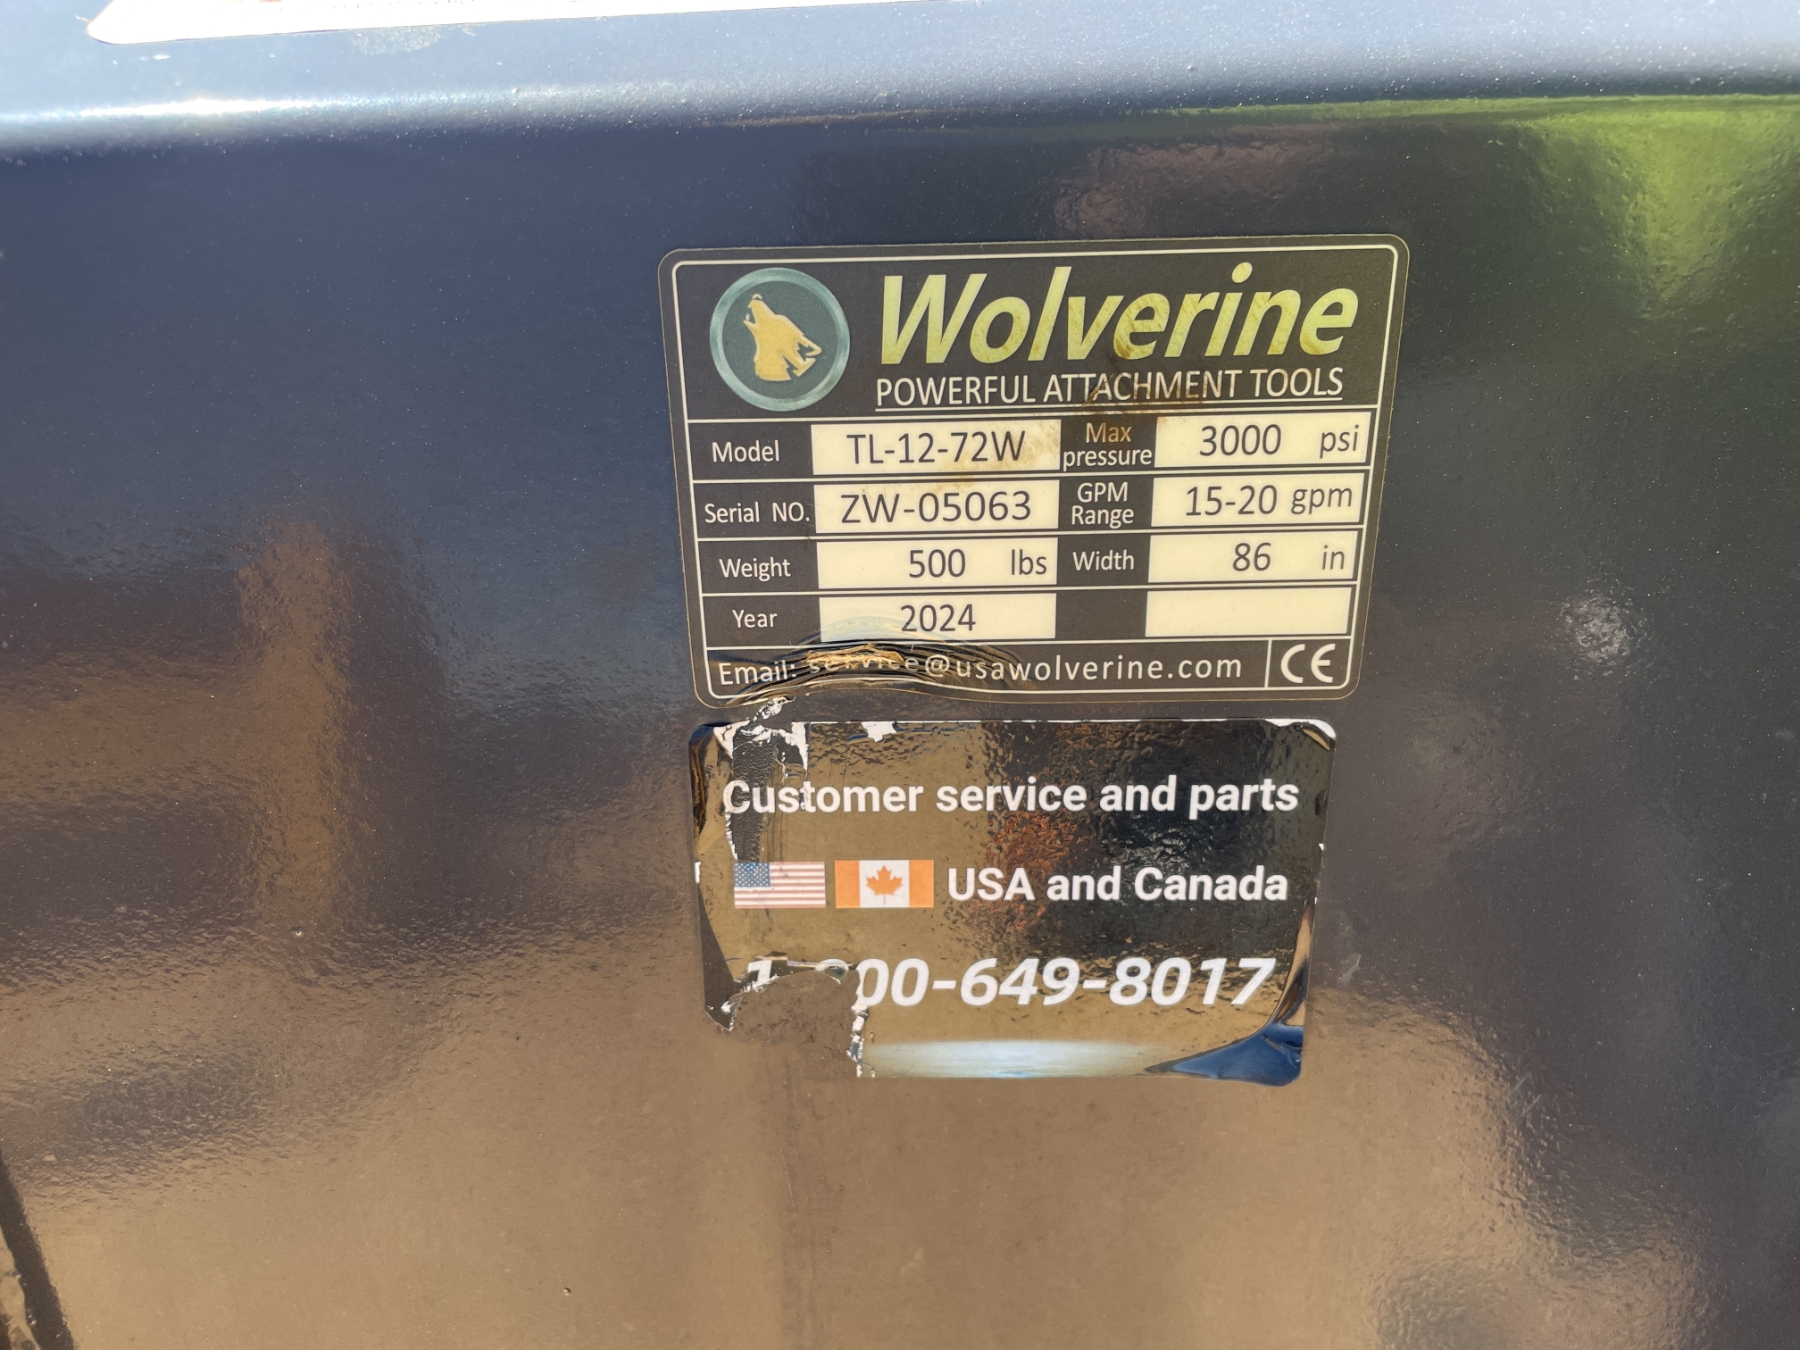 Wolverine
POWERFUL ATTACHMENT TOOLS
Model TL-12-72W Max pressure 3000 psi
Serial NO. ZW-05063 GPM Range 15-20 gpm
Weight 500 lbs Width 86 in
Year 2024
Email: service@usawolverine.com CE
Customer service and parts
USA and Canada
00-649-8017